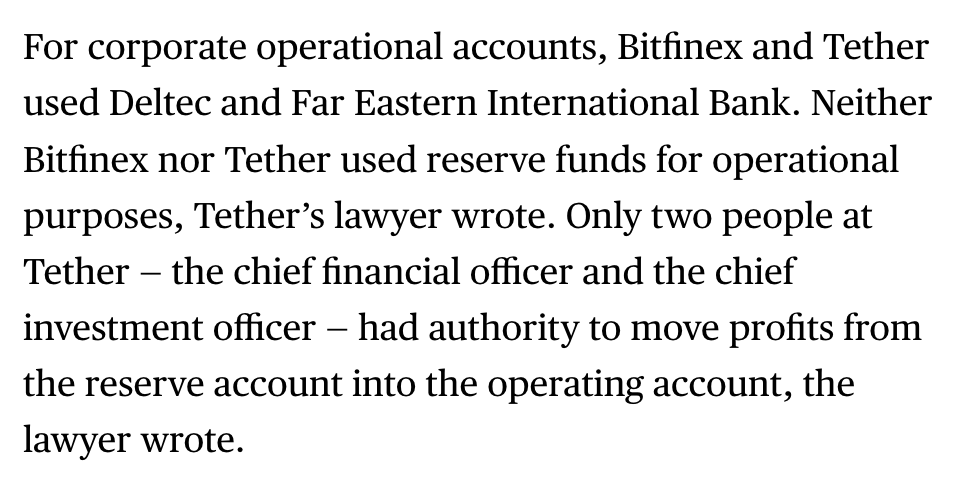 For corporate operational accounts, Bitfinex and Tether
used Deltec and Far Eastern International Bank. Neither
Bitfinex nor Tether used reserve funds for operational
purposes, Tether’s lawyer wrote. Only two people at
Tether — the chief financial officer and the chief
investment officer — had authority to move profits from
the reserve account into the operating account, the
lawyer wrote.